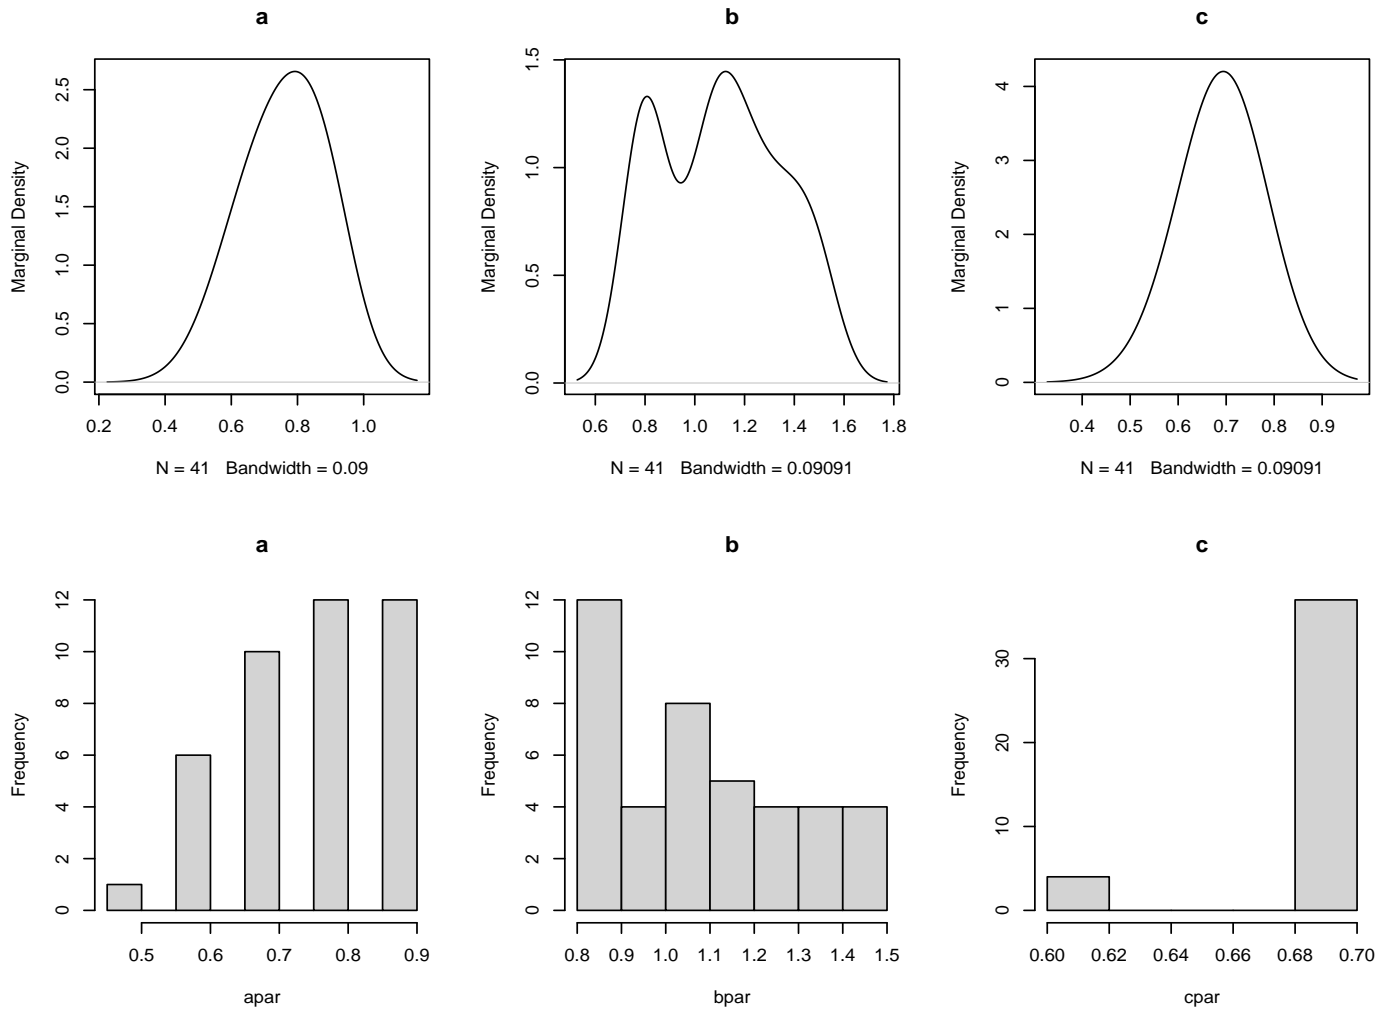 a b c
Marginal Density
2.5
2.0
1.5
1.0
0.5
0.0
0.2 0.4 0.6 0.8 1.0
N = 41 Bandwidth = 0.09
Marginal Density
1.5
1.0
0.5
0.0
0.6 0.8 1.0 1.2 1.4 1.6 1.8
N = 41 Bandwidth = 0.09091
Marginal Density
4
3
2
1
0
0.4 0.5 0.6 0.7 0.8 0.9
N = 41 Bandwidth = 0.09091
a b c
Frequency
12
10
8
6
4
2
0
0.5 0.6 0.7 0.8 0.9
apar
Frequency
12
10
8
6
4
2
0
0.8 0.9 1.0 1.1 1.2 1.3 1.4 1.5
bpar
Frequency
30
20
10
0
0.60 0.62 0.64 0.66 0.68 0.70
cpar